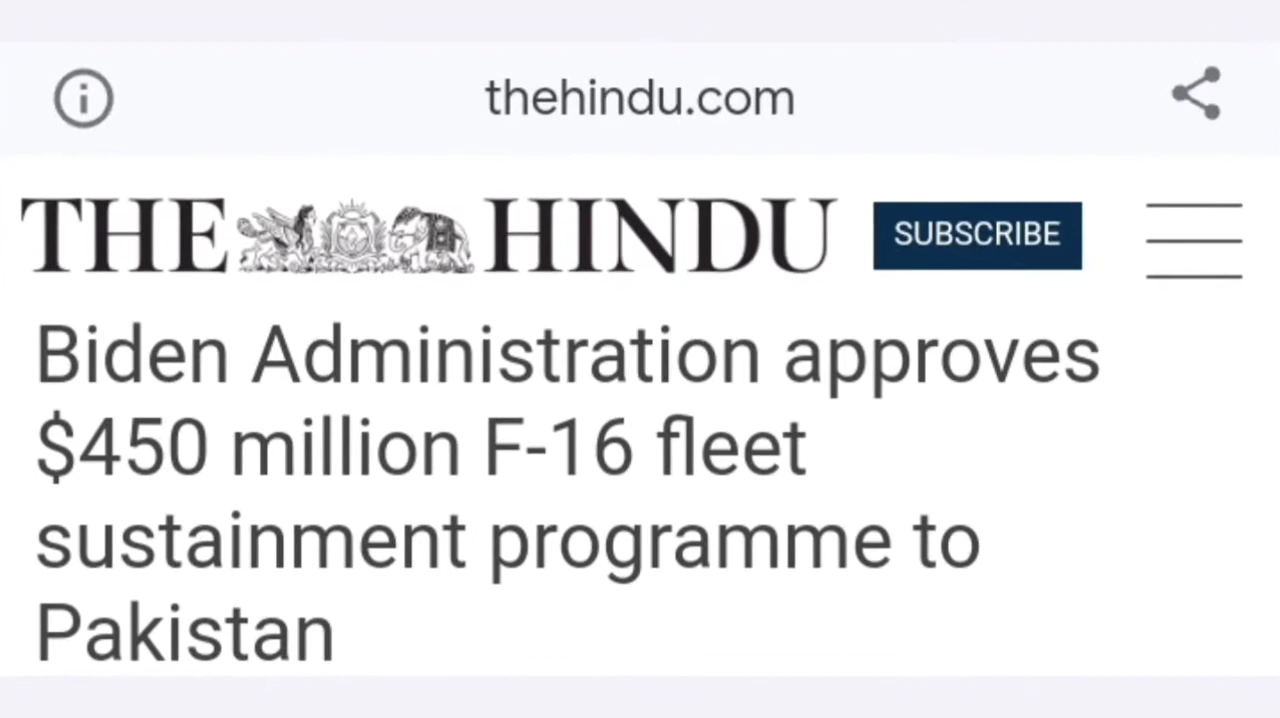 thehindu.com
THE HINDU SUBSCRIBE
Biden Administration approves
$450 million F-16 fleet
sustainment programme to
Pakistan